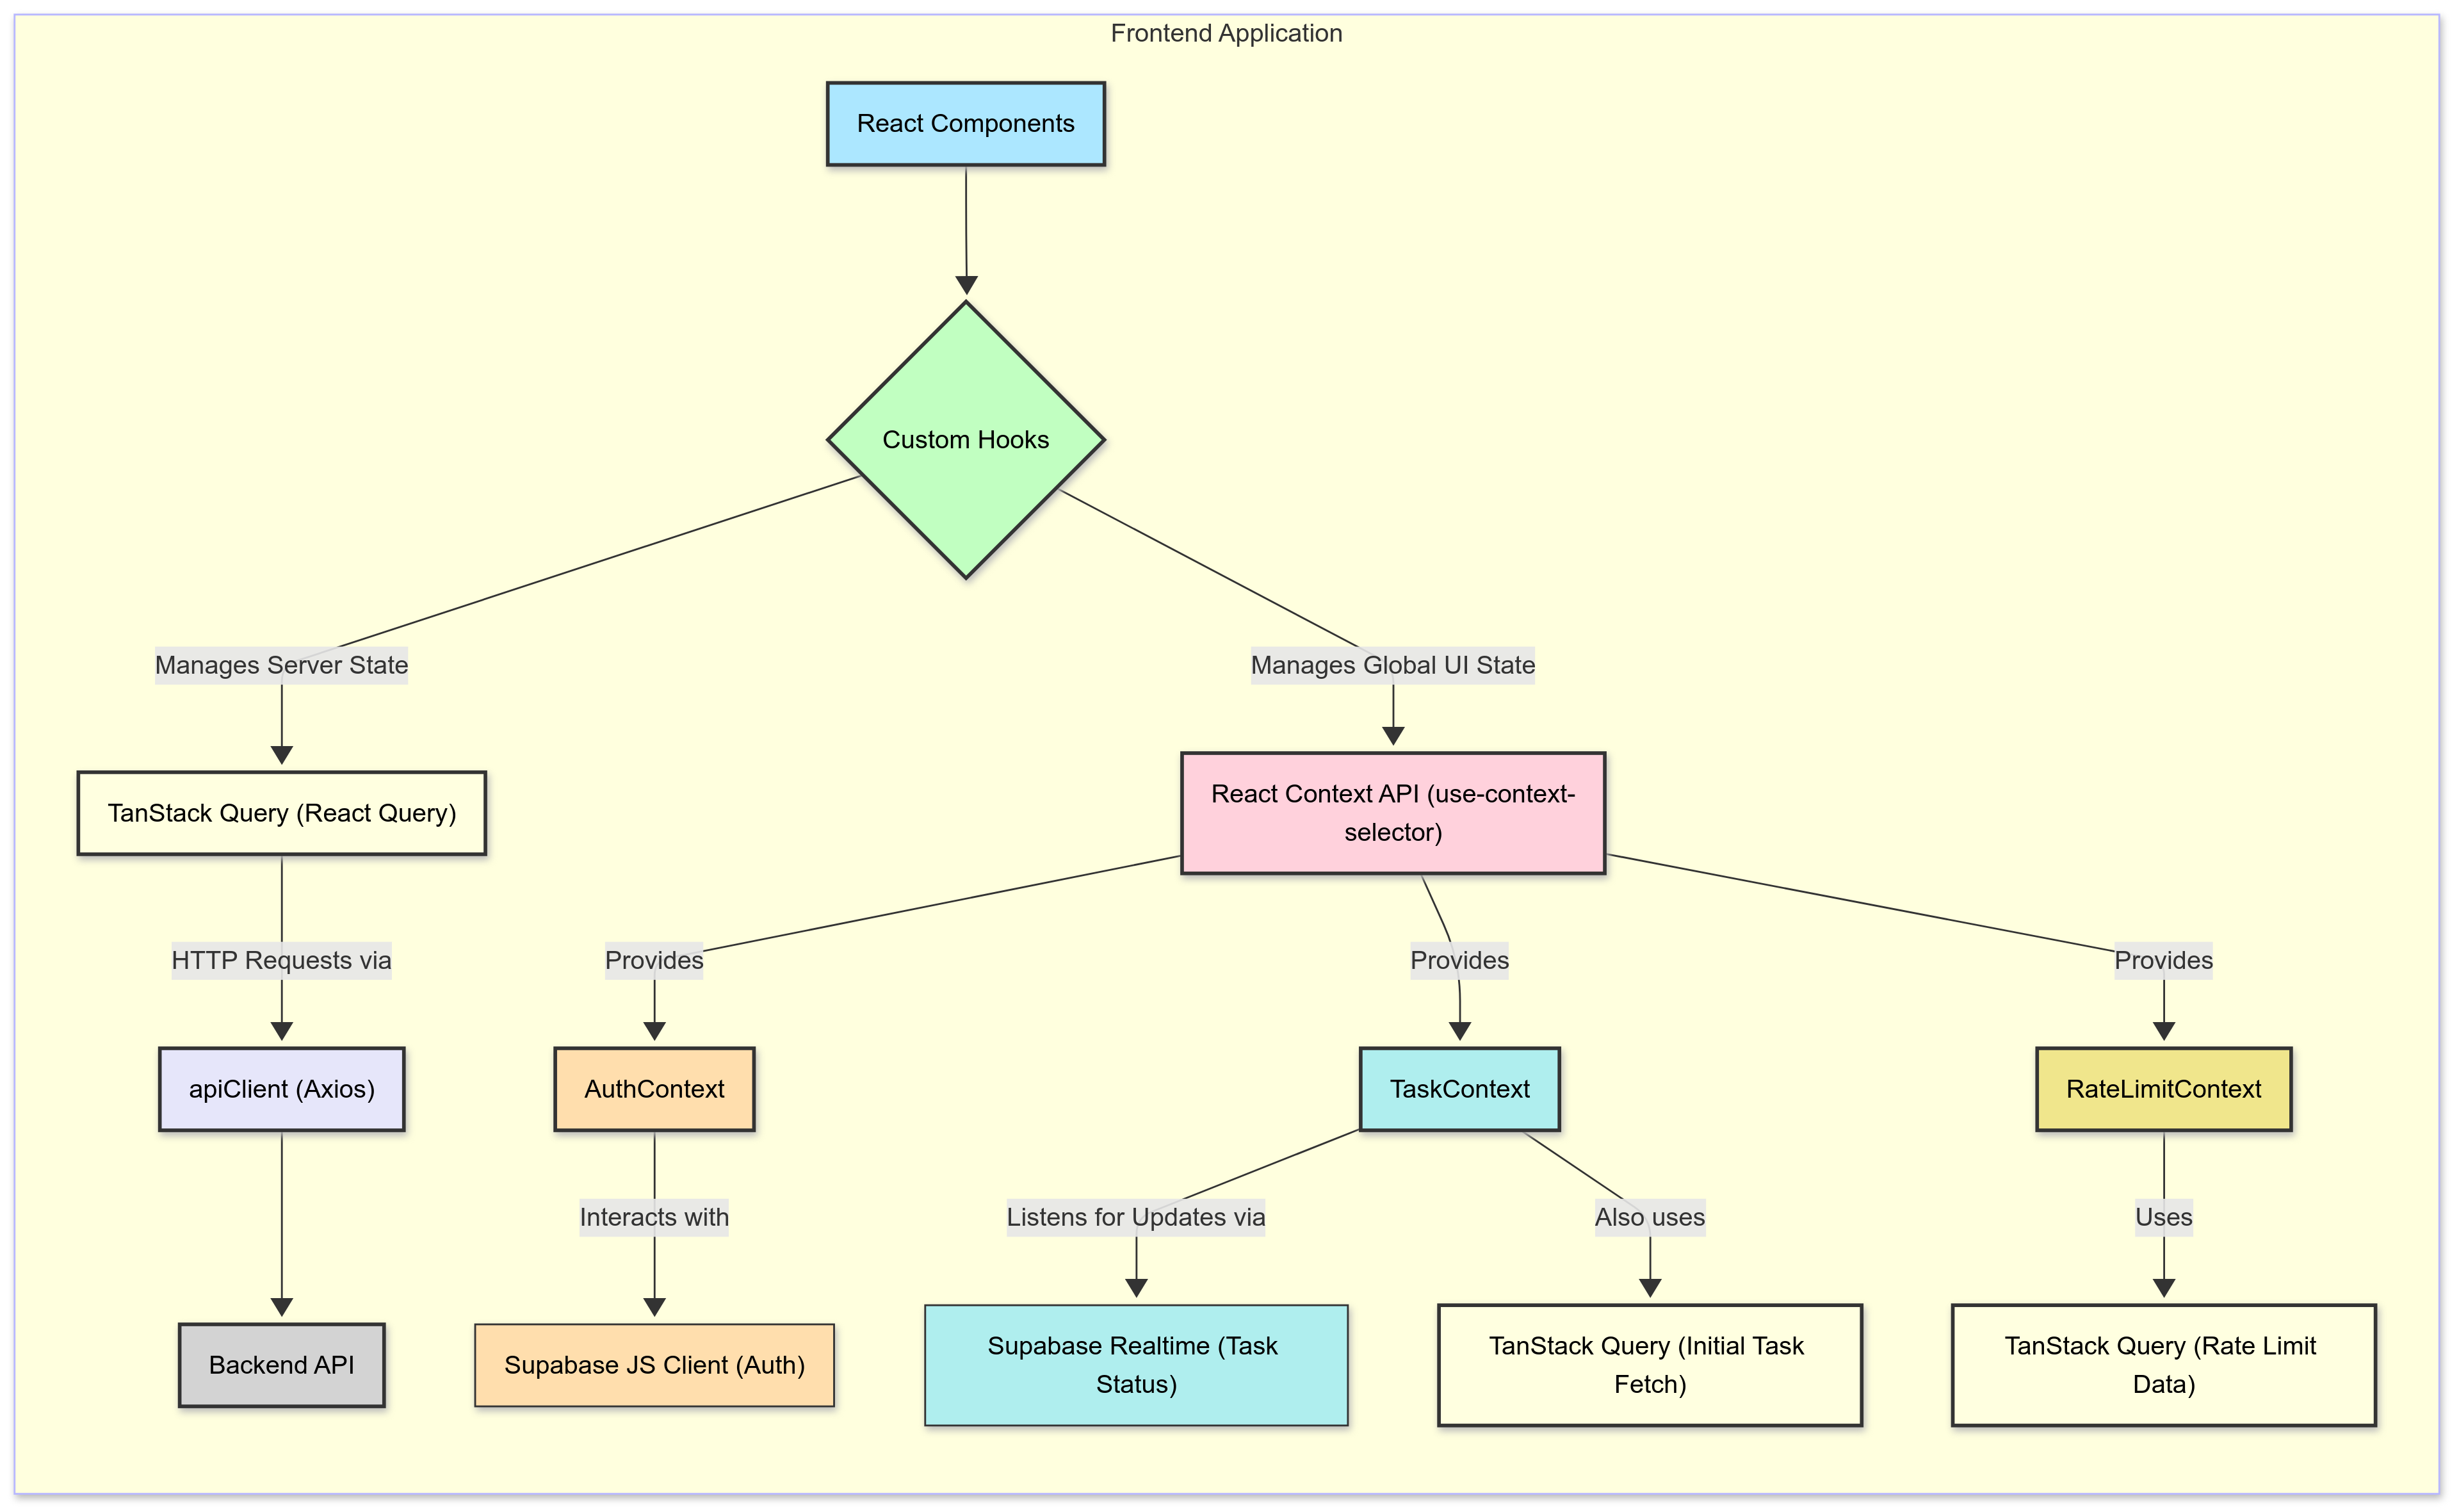 Frontend Application
React Components
Custom Hooks
Manages Server State
Manages Global UI State
TanStack Query (React Query)
React Context API (use-context-
selector)
HTTP Requests via
Provides
Provides
Provides
apiClient (Axios)
AuthContext
TaskContext
RateLimitContext
Interacts with
Listens for Updates via
Also uses
Uses
Backend API
Supabase JS Client (Auth)
Supabase Realtime (Task
Status)
TanStack Query (Initial Task
Fetch)
TanStack Query (Rate Limit
Data)